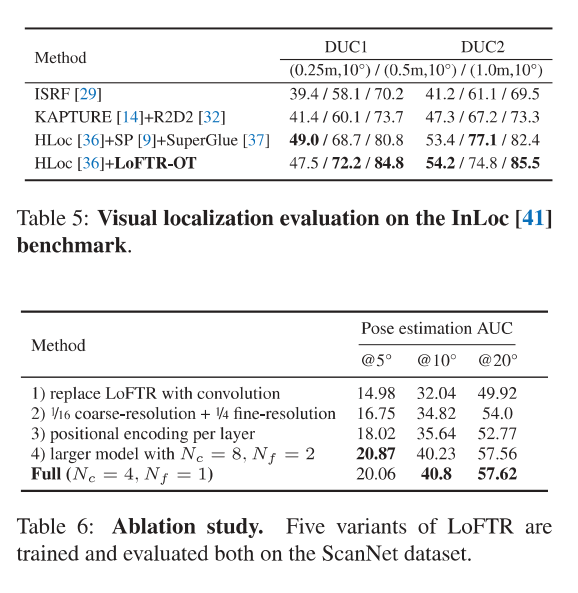 Method DUC1 DUC2
(0.25m,10°) / (0.5m,10°) / (1.0m,10°)
ISRF [29] 39.4 / 58.1 / 70.2 41.2 / 61.1 / 69.5
KAPTURE [14]+R2D2 [32] 41.4 / 60.1 / 73.7 47.3 / 67.2 / 73.3
HLoc [36]+SP [9]+SuperGlue [37] 49.0 / 68.7 / 80.8 53.4 / 77.1 / 82.4
HLoc [36]+LoFTR-OT 47.5 / 72.2 / 84.8 54.2 / 74.8 / 85.5
Table 5: Visual localization evaluation on the InLoc [41]
benchmark.
Method Pose estimation AUC
@5° @10° @20°
1) replace LoFTR with convolution 14.98 32.04 49.92
2) 1/16 coarse-resolution + 1/4 fine-resolution 16.75 34.82 54.0
3) positional encoding per layer 18.02 35.64 52.77
4) larger model with N_c = 8, N_f = 2 20.87 40.23 57.56
Full (N_c = 4, N_f = 1) 20.06 40.8 57.62
Table 6: Ablation study. Five variants of LoFTR are
trained and evaluated both on the ScanNet dataset.